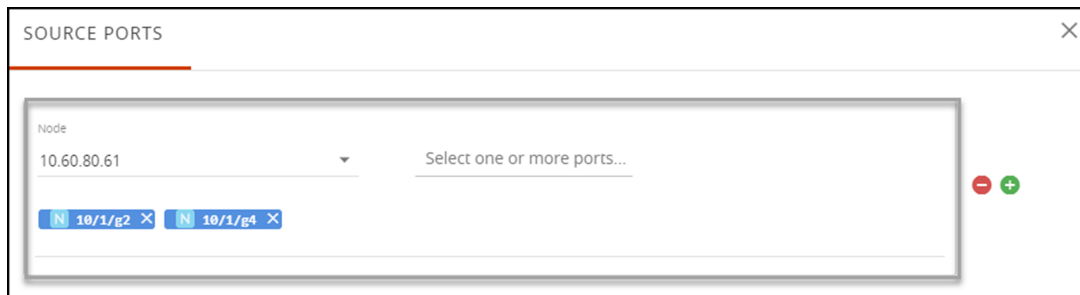 SOURCE PORTS
Node
10.60.80.61 Select one or more ports...
N 10/1/g2 N 10/1/g4